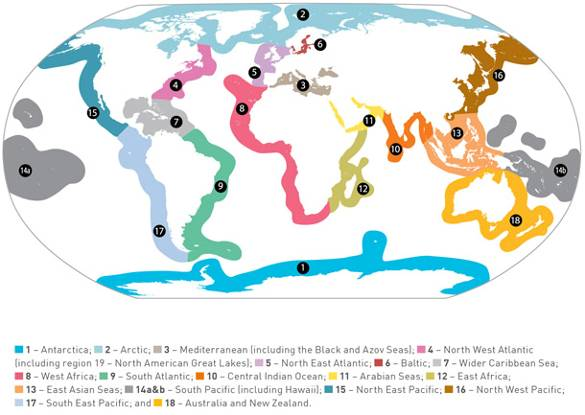 2
6
5
3
4
16
15
8
7
11
13
10
14a
14b
12
9
18
17
1
1 – Antarctica; 2 – Arctic; 3 – Mediterranean (including the Black and Azov Seas); 4 – North West Atlantic
(including region 19 – North American Great Lakes); 5 – North East Atlantic; 6 – Baltic; 7 – Wider Caribbean Sea;
8 – West Africa; 9 – South Atlantic; 10 – Central Indian Ocean; 11 – Arabian Seas; 12 – East Africa;
13 – East Asian Seas; 14a&b – South Pacific (including Hawaii); 15 – North East Pacific; 16 – North West Pacific;
17 – South East Pacific; and 18 – Australia and New Zealand.